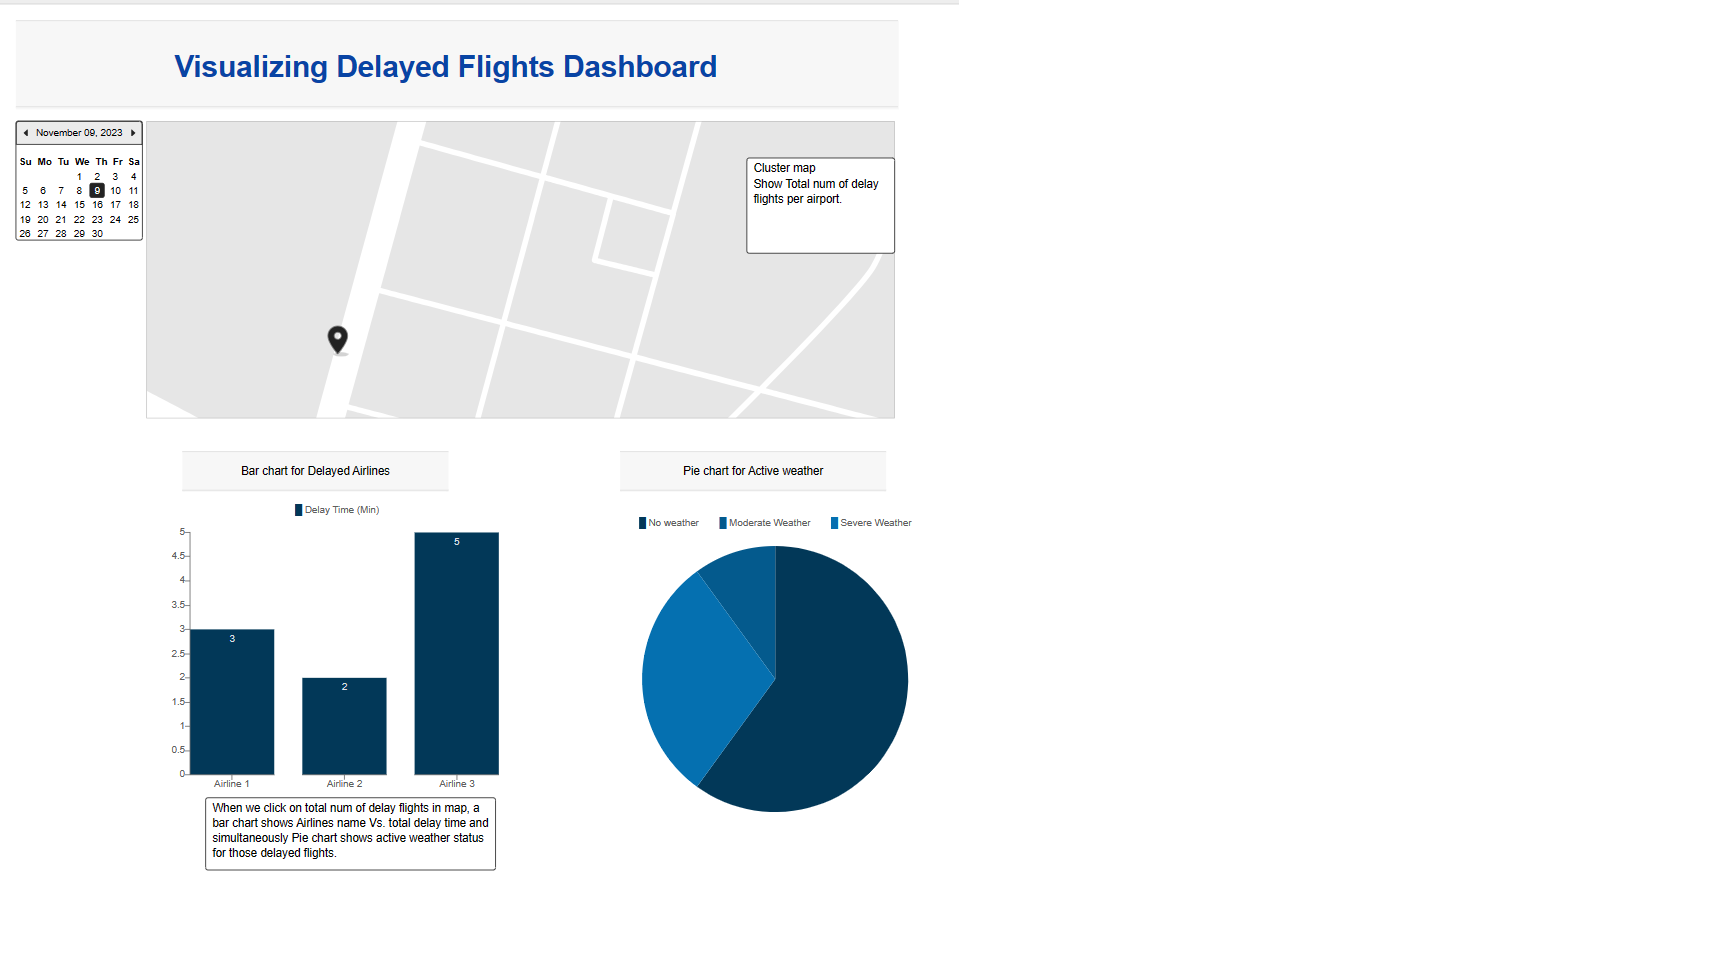 Visualizing Delayed Flights Dashboard
November 09, 2023
Su Mo Tu We Th Fr Sa
1 2 3 4
5 6 7 8 9 10 11
12 13 14 15 16 17 18
19 20 21 22 23 24 25
26 27 28 29 30
Cluster map
Show Total num of delay
flights per airport.
Bar chart for Delayed Airlines
Delay Time (Min)
5
4.5
4
3.5
3
2.5
2
1.5
1
0.5
0
3
2
5
Airline 1
Airline 2
Airline 3
When we click on total num of delay flights in map, a
bar chart shows Airlines name Vs. total delay time and
simultaneously Pie chart shows active weather status
for those delayed flights.
Pie chart for Active weather
No weather
Moderate Weather
Severe Weather